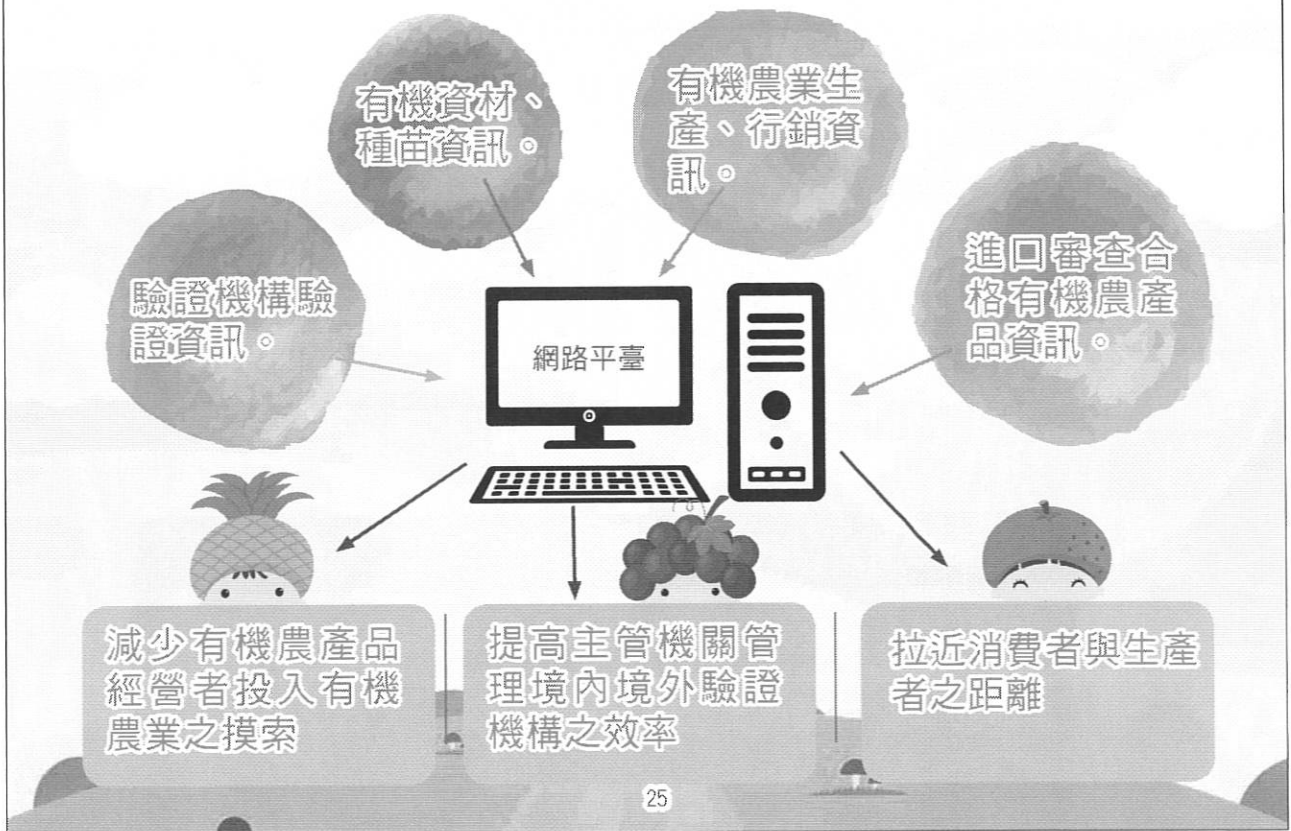 有機資材、
種苗資訊。
有機農業生
產、行銷資
訊。
驗證機構驗
證資訊。
進口審查合
格有機農產
品資訊。
網路平臺
減少有機農產品
經營者投入有機
農業之摸索
提高主管機關管
理境內境外驗證
機構之效率
拉近消費者與生產
者之距離
25